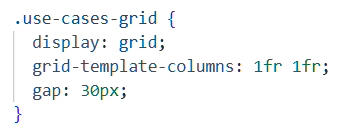 .use-cases-grid {
  display: grid;
  grid-template-columns: 1fr 1fr;
  gap: 30px;
}